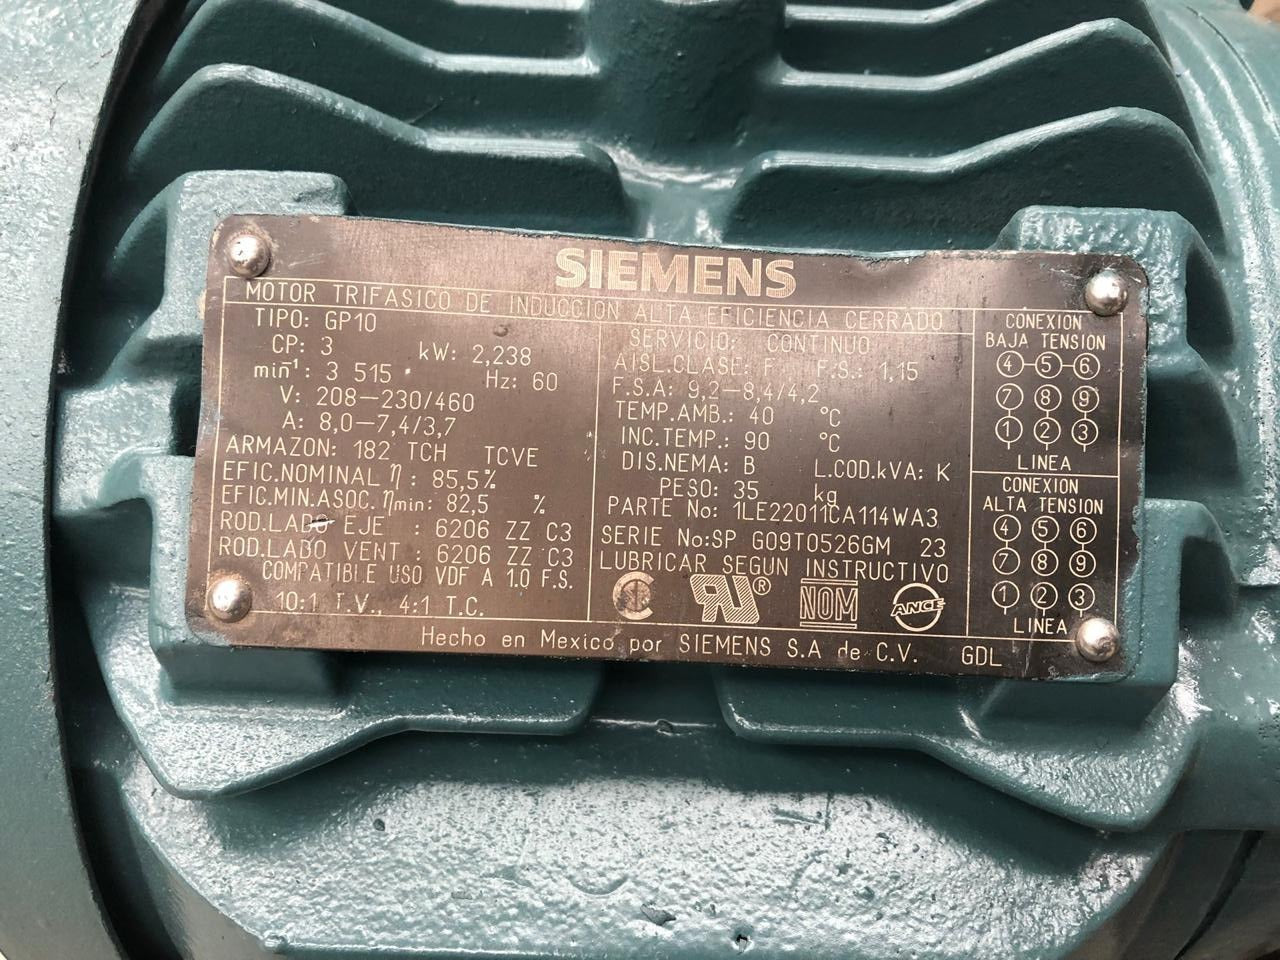 SIEMENS
MOTOR TRIFASICO DE INDUCCION ALTA EFICIENCIA CERRADO
TIPO: GP10
CP: 3 kW: 2,238
min⁻¹: 3 515 Hz: 60
V: 208-230/460
A: 8,0-7,4/3,7
ARMAZON: 182 TCH TCVE
EFIC.NOMINAL η : 85,5%
EFIC.MIN.ASOC. ηmin: 82,5 %
ROD.LADO EJE : 6206 ZZ C3
ROD.LADO VENT : 6206 ZZ C3
COMPATIBLE USO VDF A 1.0 F.S.
10:1 T.V., 4:1 T.C.
SERVICIO: CONTINUO
AISL.CLASE: F F.S.: 1,15
F.S.A: 9,2-8,4/4,2
TEMP.AMB.: 40 °C
INC.TEMP.: 90 °C
DIS.NEMA: B L.COD.kVA: K
PESO: 35 kg
PARTE No: 1LE22011CA114WA3
SERIE No:SP G09T0526GM 23
LUBRICAR SEGUN INSTRUCTIVO
NOM
ANCE
CONEXION
BAJA TENSION
4-5-6
7 8 9
1 2 3
LINEA
CONEXION
ALTA TENSION
4 5 6
7 8 9
1 2 3
LINEA
Hecho en Mexico por SIEMENS S.A de C.V. GDL